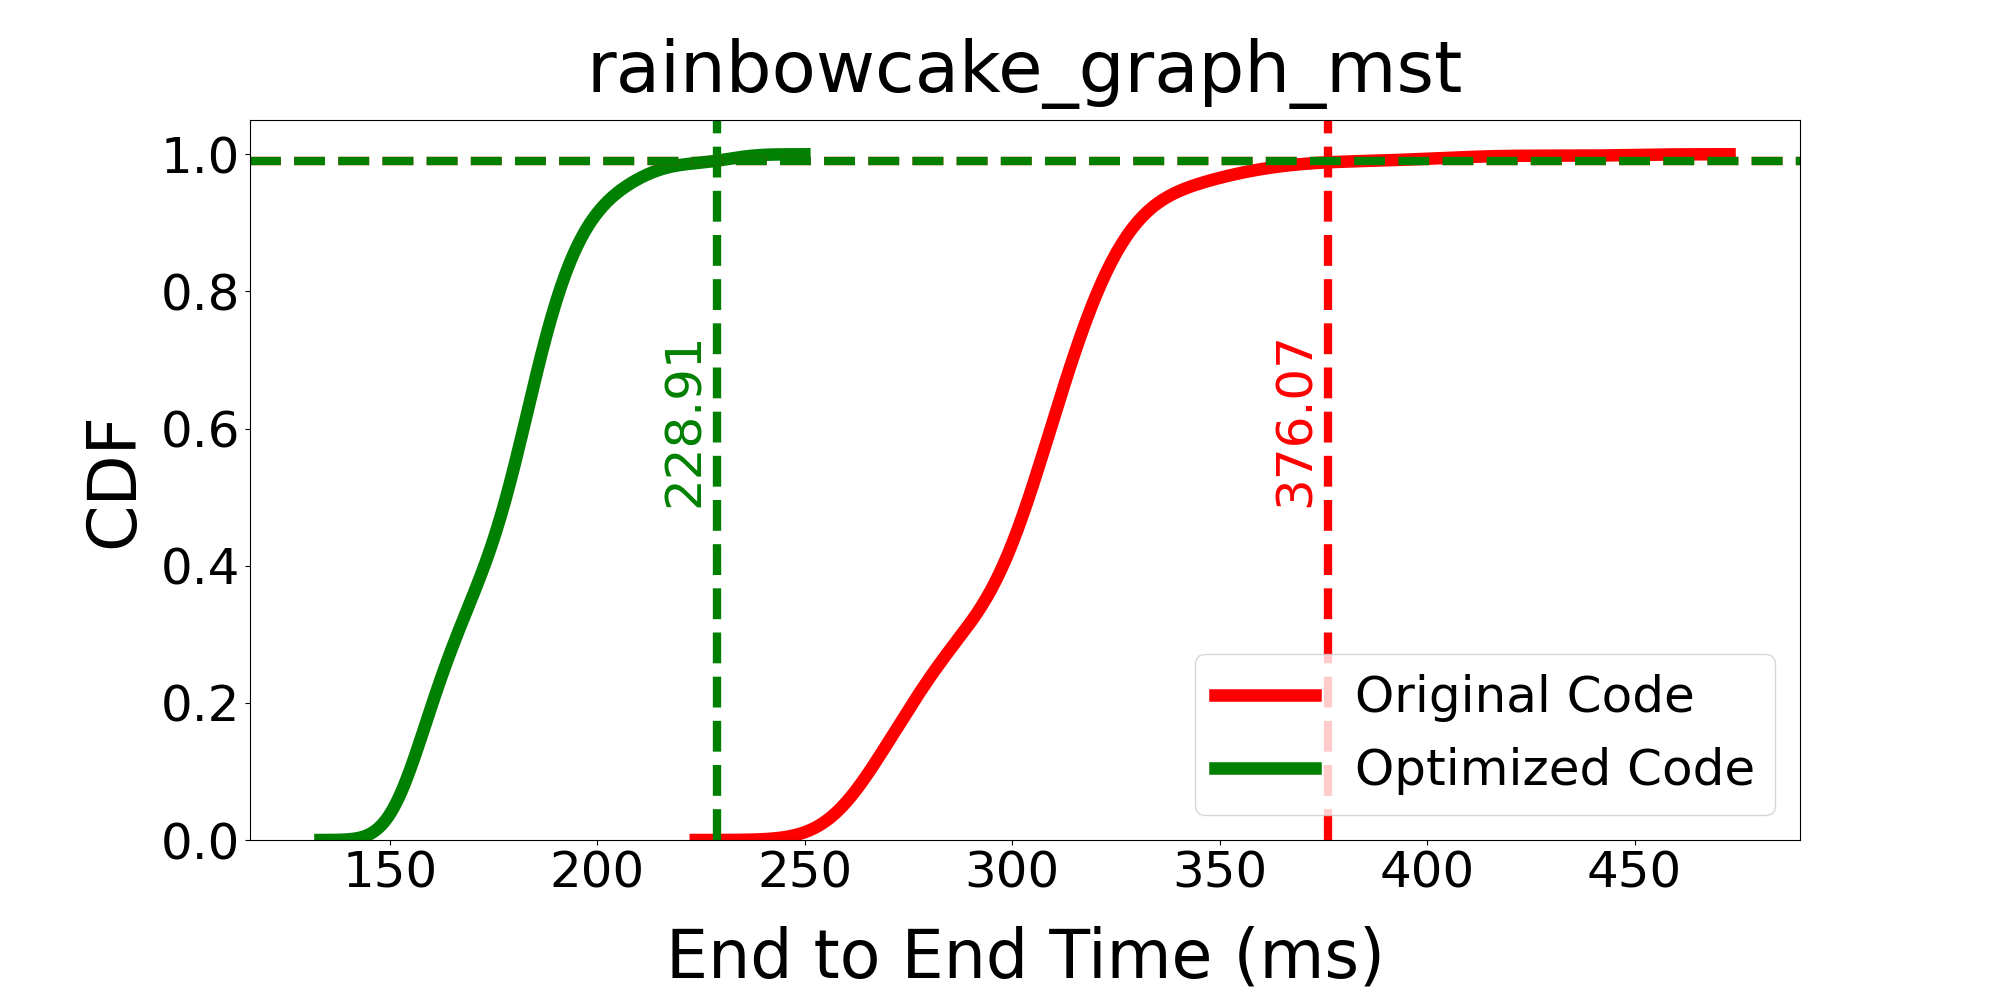 rainbowcake_graph_mst
CDF
1.0
0.8
0.6
0.4
0.2
0.0
228.91
376.07
Original Code
Optimized Code
150 200 250 300 350 400 450
End to End Time (ms)